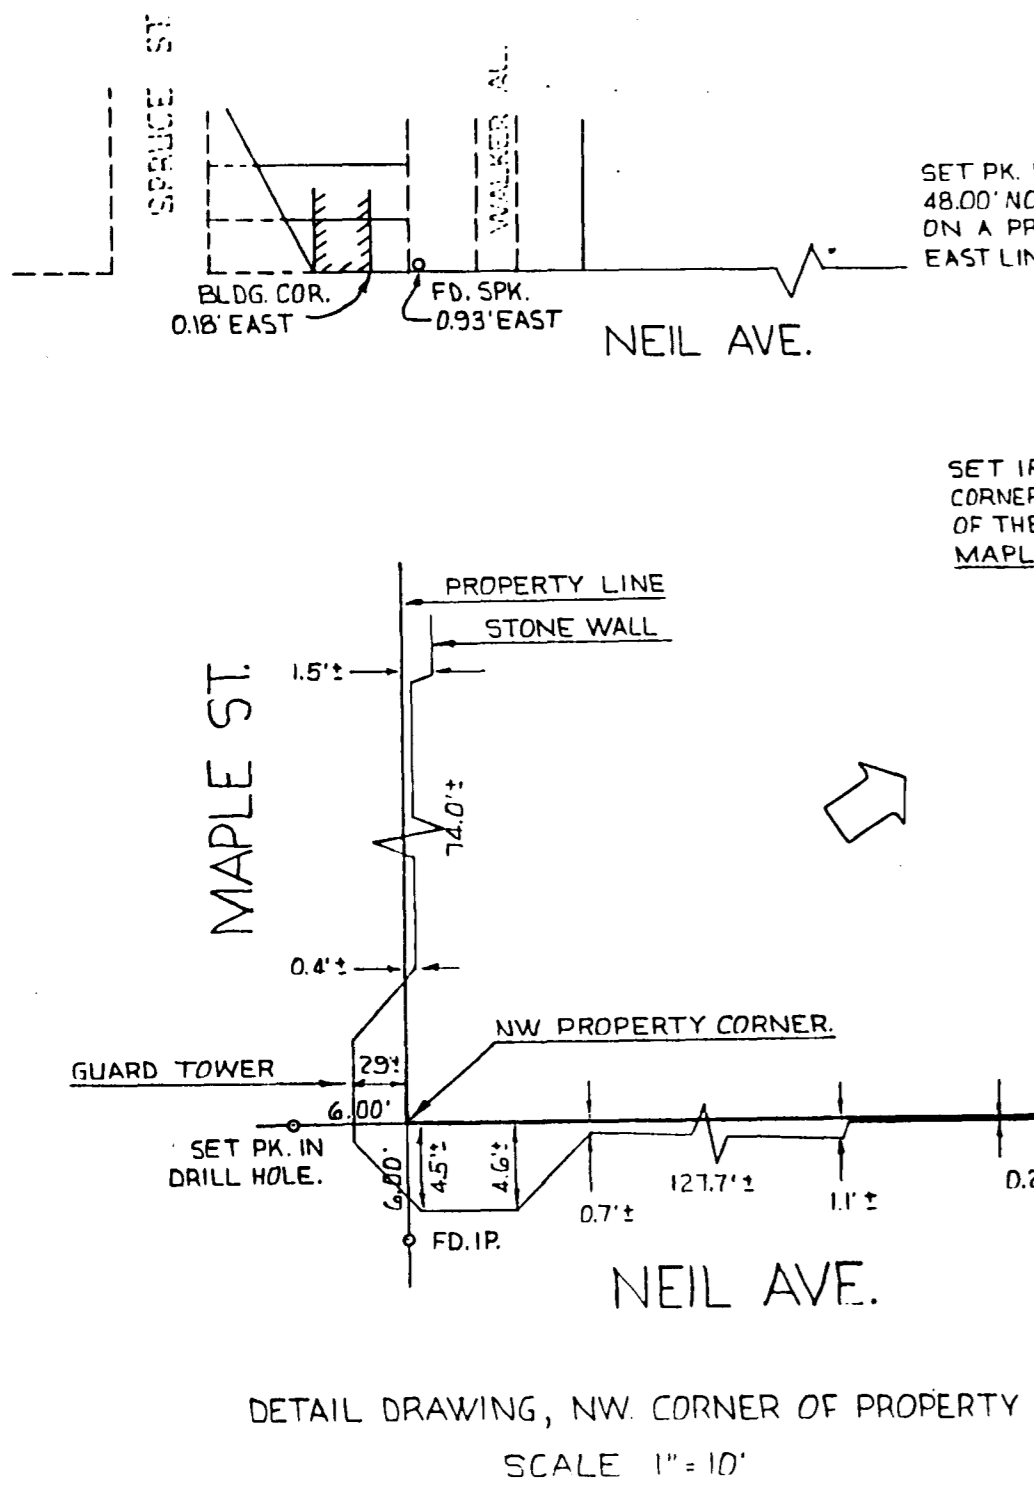 SPRUCE ST.
WALKER AL.
SET PK.
48.00' NO
ON A PR
EAST LIN
BLDG. COR.
0.18' EAST
FD. SPK.
0.93' EAST
NEIL AVE.
SET IR
CORNER
OF THE
MAPL
PROPERTY LINE
STONE WALL
1.5'±
MAPLE ST.
74.0'±
0.4'±
NW PROPERTY CORNER.
GUARD TOWER
29'±
6.00'
SET PK. IN
DRILL HOLE.
6.00'
4.5'±
4.6'±
0.7'±
127.7'±
1.1'±
0.2
FD. I.P.
NEIL AVE.
DETAIL DRAWING, NW. CORNER OF PROPERTY
SCALE 1" = 10'